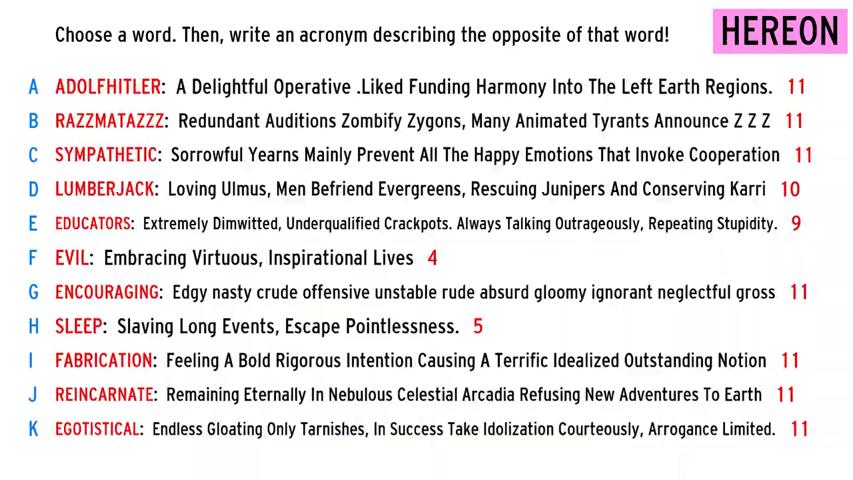 Choose a word. Then, write an acronym describing the opposite of that word!
HEREON
A ADOLFHITLER: A Delightful Operative .Liked Funding Harmony Into The Left Earth Regions. 11
B RAZZMATAZZZ: Redundant Auditions Zombify Zygons, Many Animated Tyrants Announce Z Z Z 11
C SYMPATHETIC: Sorrowful Yearns Mainly Prevent All The Happy Emotions That Invoke Cooperation 11
D LUMBERJACK: Loving Ulmus, Men Befriend Evergreens, Rescuing Junipers And Conserving Karri 10
E EDUCATORS: Extremely Dimwitted, Underqualified Crackpots. Always Talking Outrageously, Repeating Stupidity. 9
F EVIL: Embracing Virtuous, Inspirational Lives 4
G ENCOURAGING: Edgy nasty crude offensive unstable rude absurd gloomy ignorant neglectful gross 11
H SLEEP: Slaving Long Events, Escape Pointlessness. 5
I FABRICATION: Feeling A Bold Rigorous Intention Causing A Terrific Idealized Outstanding Notion 11
J REINCARNATE: Remaining Eternally In Nebulous Celestial Arcadia Refusing New Adventures To Earth 11
K EGOTISTICAL: Endless Gloating Only Tarnishes, In Success Take Idolization Courteously, Arrogance Limited. 11